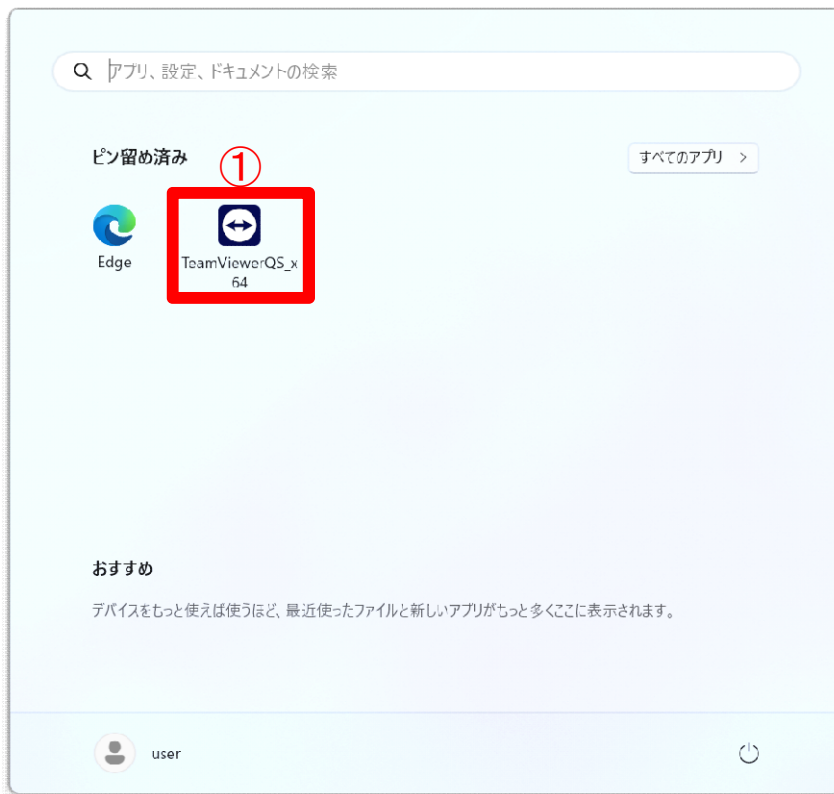 アプリ、設定、ドキュメントの検索
ピン留め済み
①
すべてのアプリ >
Edge
TeamViewerQS_x
64
おすすめ
デバイスをもっと使えば使うほど、最近使ったファイルと新しいアプリがもっと多くここに表示されます。
user